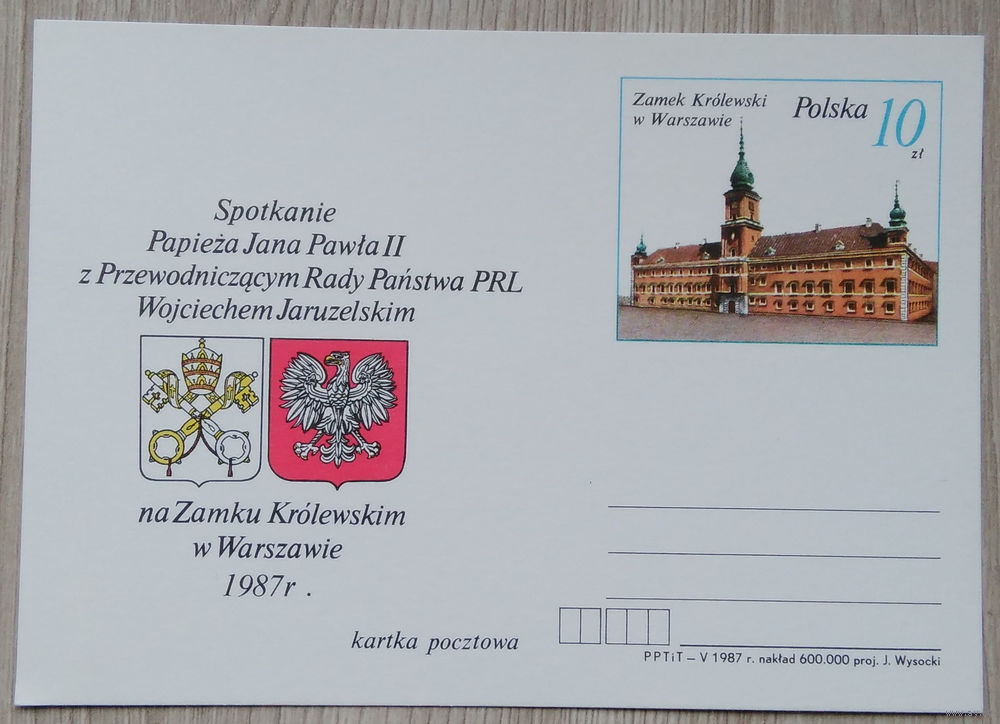 Zamek Królewski
w Warszawie
Polska 10
zł
Spotkanie
Papieża Jana Pawła II
z Przewodniczącym Rady Państwa PRL
Wojciechem Jaruzelskim
na Zamku Królewskim
w Warszawie
1987r .
kartka pocztowa
PPTiT – V 1987 r. nakład 600.000 proj. J. Wysocki